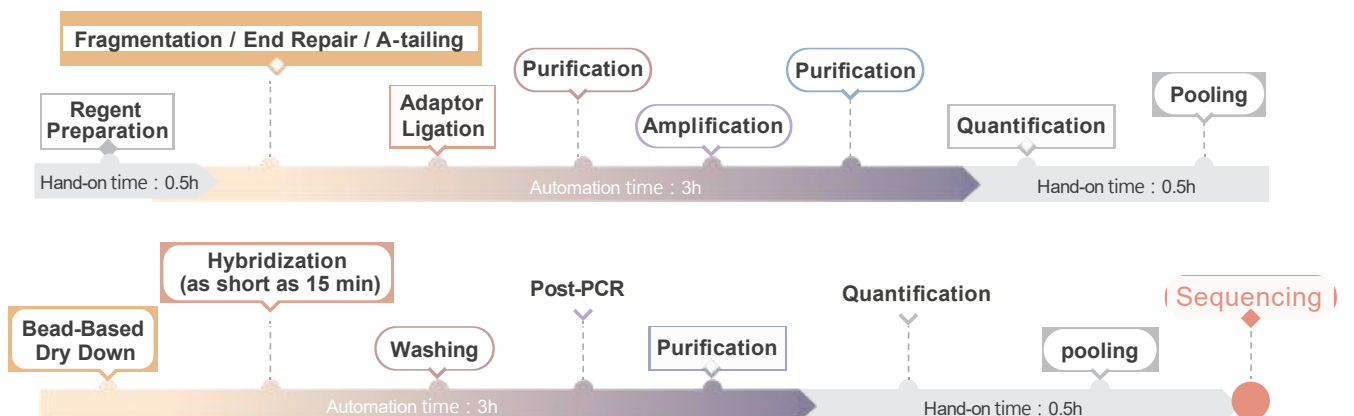 Fragmentation / End Repair / A-tailing
Purification
Purification
Regent
Preparation
Adaptor
Ligation
Amplification
Quantification
Pooling
Hand-on time：0.5h
Automation time：3h
Hand-on time：0.5h
Hybridization
(as short as 15 min)
Post-PCR
Quantification
Sequencing
Bead-Based
Dry Down
Washing
Purification
pooling
Automation time：3h
Hand-on time：0.5h